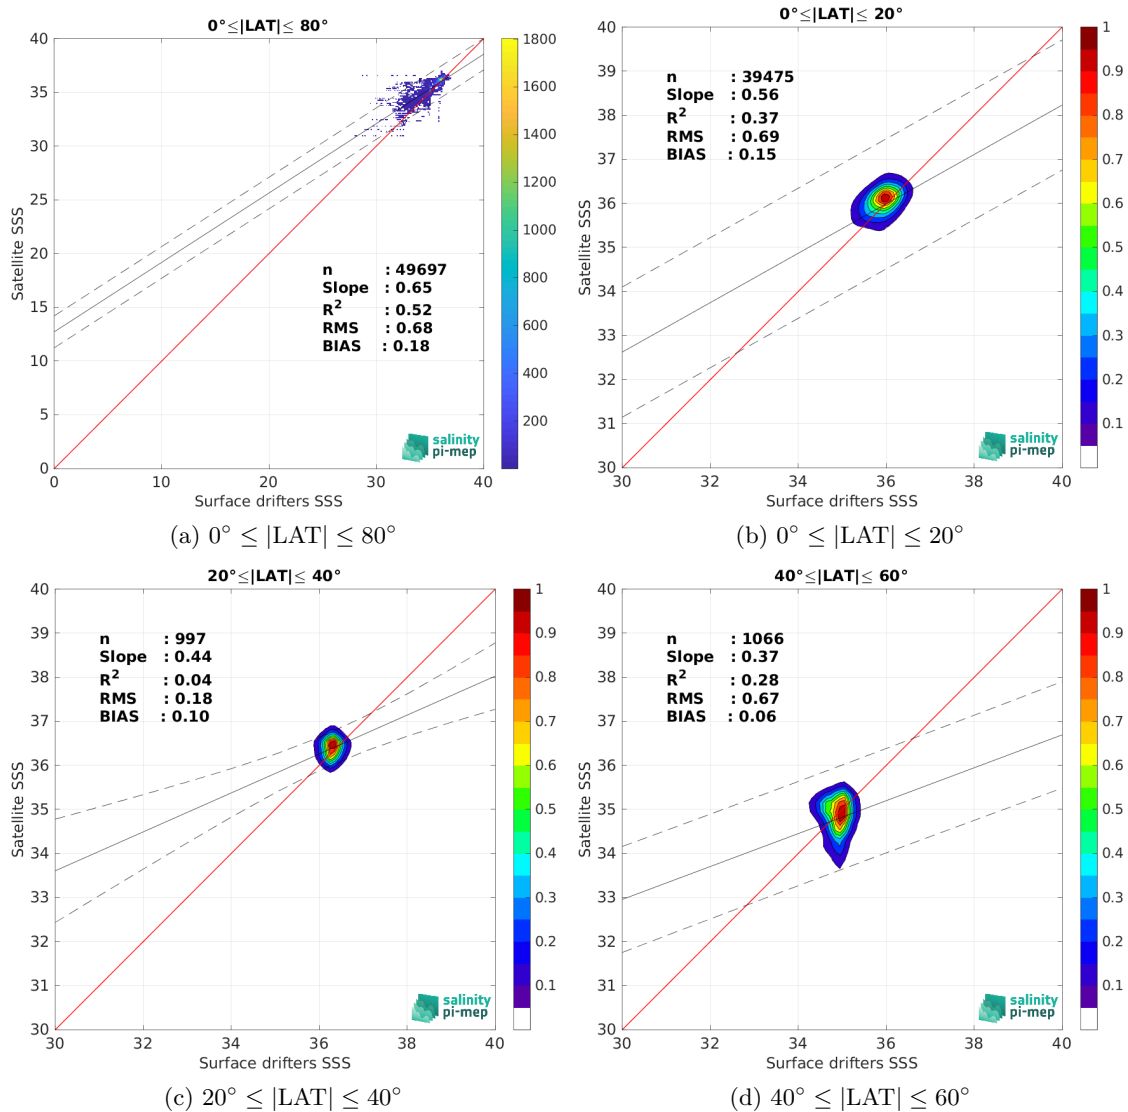 0°≤|LAT|≤ 80°
40
35
30
25
20
15
10
5
0
Satellite SSS
n : 49697
Slope : 0.65
R² : 0.52
RMS : 0.68
BIAS : 0.18
salinity
pi-mep
0 10 20 30 40
Surface drifters SSS
1800
1600
1400
1200
1000
800
600
400
200
(a) 0° ≤ |LAT| ≤ 80°
0°≤|LAT|≤ 20°
40
39
38
37
36
35
34
33
32
31
30
Satellite SSS
n : 39475
Slope : 0.56
R² : 0.37
RMS : 0.69
BIAS : 0.15
salinity
pi-mep
30 32 34 36 38 40
Surface drifters SSS
1
0.9
0.8
0.7
0.6
0.5
0.4
0.3
0.2
0.1
(b) 0° ≤ |LAT| ≤ 20°
20°≤|LAT|≤ 40°
40
39
38
37
36
35
34
33
32
31
30
Satellite SSS
n : 997
Slope : 0.44
R² : 0.04
RMS : 0.18
BIAS : 0.10
salinity
pi-mep
30 32 34 36 38 40
Surface drifters SSS
1
0.9
0.8
0.7
0.6
0.5
0.4
0.3
0.2
0.1
(c) 20° ≤ |LAT| ≤ 40°
40°≤|LAT|≤ 60°
40
39
38
37
36
35
34
33
32
31
30
Satellite SSS
n : 1066
Slope : 0.37
R² : 0.28
RMS : 0.67
BIAS : 0.06
salinity
pi-mep
30 32 34 36 38 40
Surface drifters SSS
1
0.9
0.8
0.7
0.6
0.5
0.4
0.3
0.2
0.1
(d) 40° ≤ |LAT| ≤ 60°